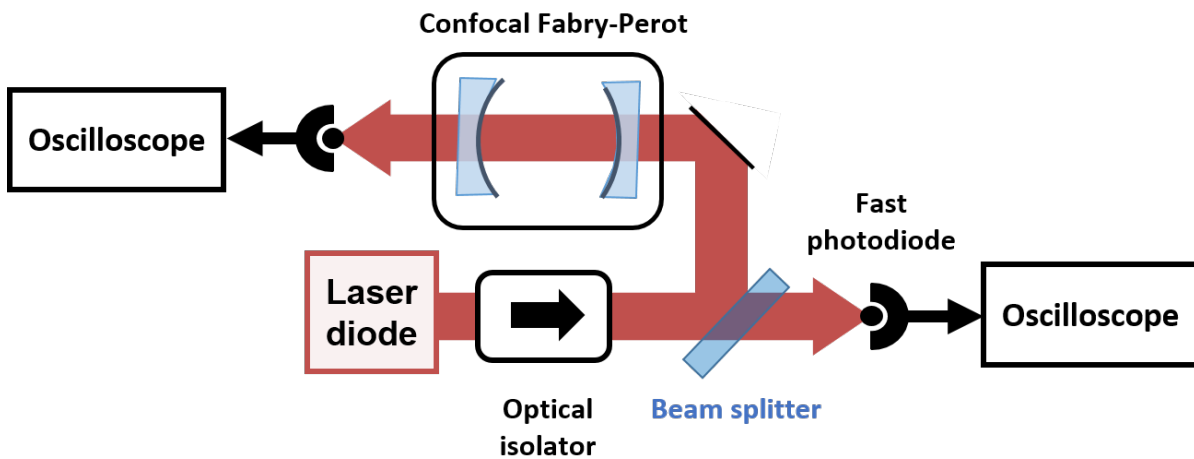 Confocal Fabry-Perot
Oscilloscope
Fast
photodiode
Laser
diode
Oscilloscope
Optical
isolator
Beam splitter